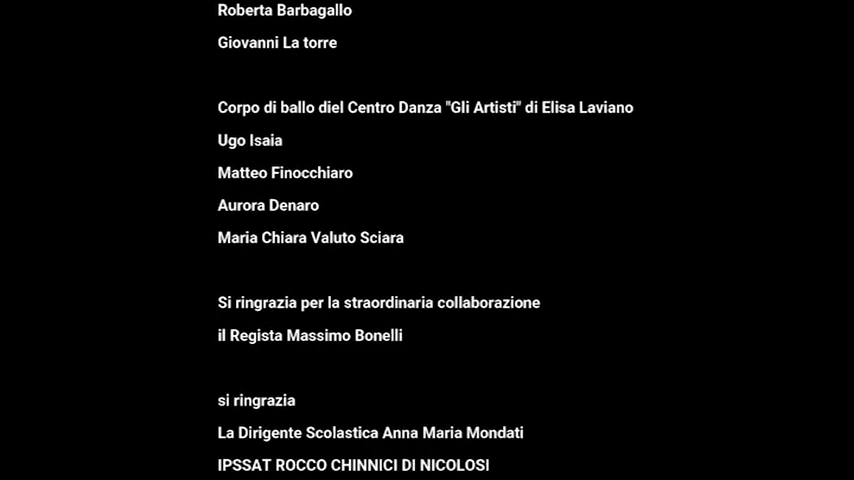 Roberta Barbagallo
Giovanni La torre
Corpo di ballo diel Centro Danza "Gli Artisti" di Elisa Laviano
Ugo Isaia
Matteo Finocchiaro
Aurora Denaro
Maria Chiara Valuto Sciara
Si ringrazia per la straordinaria collaborazione
il Regista Massimo Bonelli
si ringrazia
La Dirigente Scolastica Anna Maria Mondati
IPSSAT ROCCO CHINNICI DI NICOLOSI